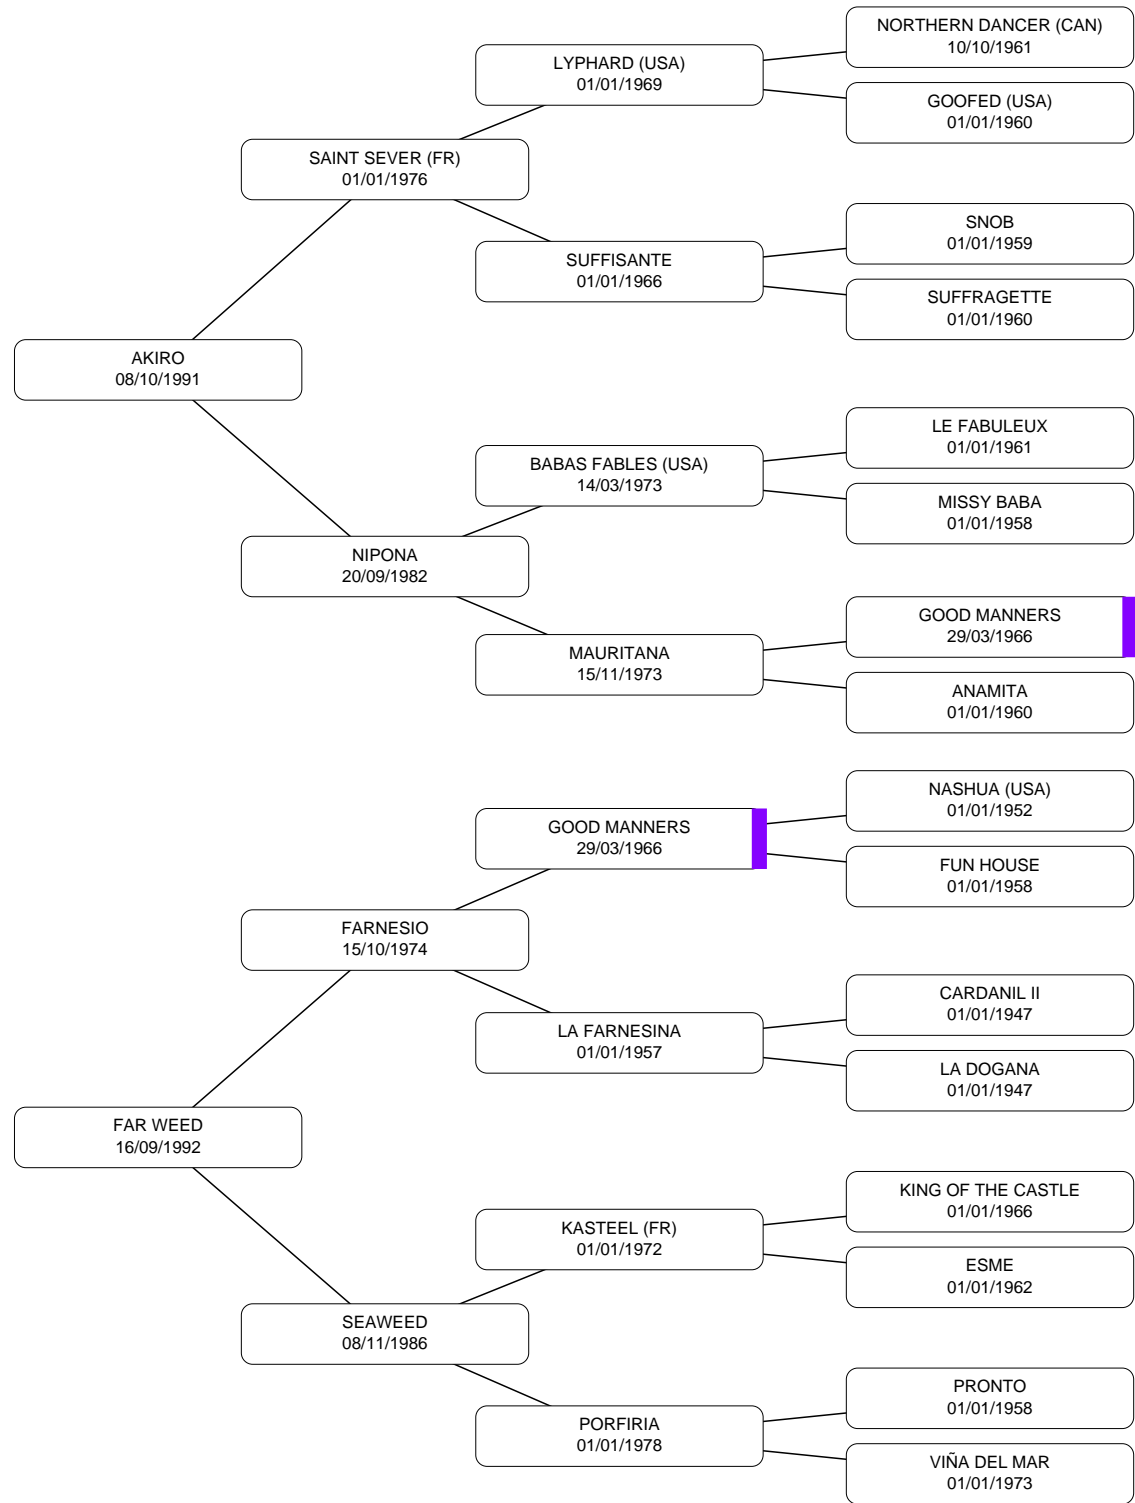 NORTHERN DANCER (CAN)
10/10/1961
LYPHARD (USA)
01/01/1969
GOOFED (USA)
01/01/1960
SAINT SEVER (FR)
01/01/1976
SNOB
01/01/1959
SUFFISANTE
01/01/1966
SUFFRAGETTE
01/01/1960
AKIRO
08/10/1991
LE FABULEUX
01/01/1961
BABAS FABLES (USA)
14/03/1973
MISSY BABA
01/01/1958
NIPONA
20/09/1982
GOOD MANNERS
29/03/1966
MAURITANA
15/11/1973
ANAMITA
01/01/1960
NASHUA (USA)
01/01/1952
GOOD MANNERS
29/03/1966
FUN HOUSE
01/01/1958
FARNESIO
15/10/1974
CARDANIL II
01/01/1947
LA FARNESINA
01/01/1957
LA DOGANA
01/01/1947
FAR WEED
16/09/1992
KING OF THE CASTLE
01/01/1966
KASTEEL (FR)
01/01/1972
ESME
01/01/1962
SEAWEED
08/11/1986
PRONTO
01/01/1958
PORFIRIA
01/01/1978
VIÑA DEL MAR
01/01/1973